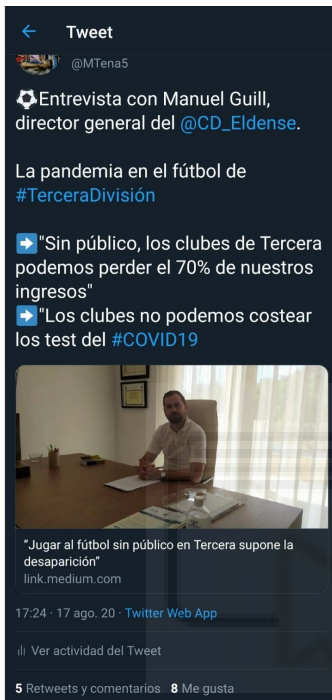 Tweet
@MTena5
Entrevista con Manuel Guill,
director general del @CD_Eldense.
La pandemia en el fútbol de
#TerceraDivisión
"Sin público, los clubes de Tercera
podemos perder el 70% de nuestros
ingresos"
"Los clubes no podemos costear
los test del #COVID19
"Jugar al fútbol sin público en Tercera supone la
desaparición"
link.medium.com
17:24 · 17 ago. 20 · Twitter Web App
Ver actividad del Tweet
5 Retweets y comentarios 8 Me gusta